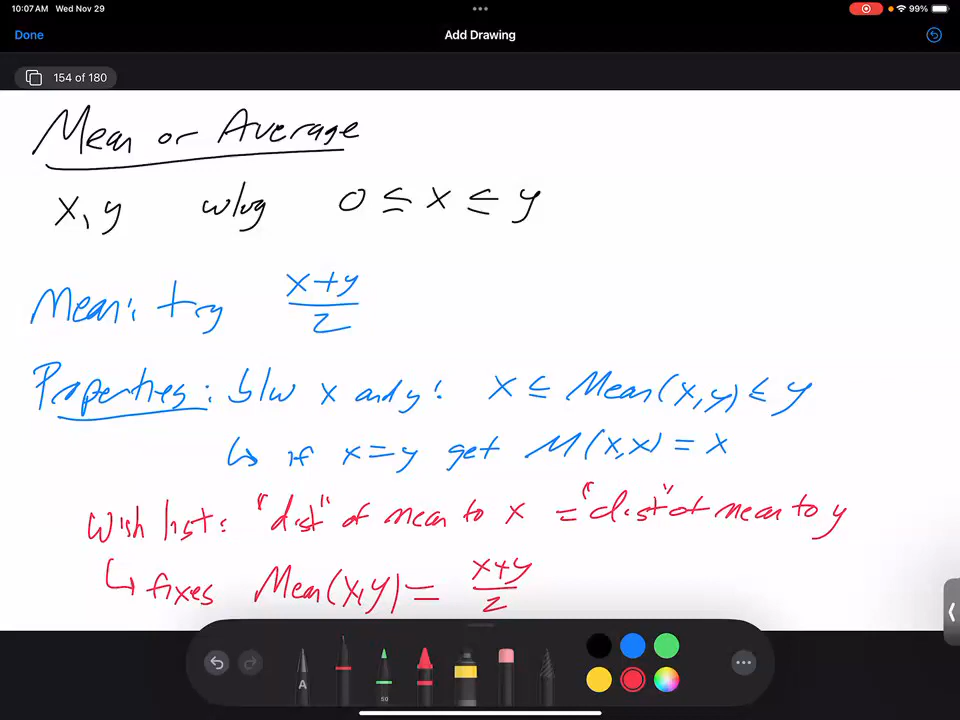 10:07 AM Wed Nov 29
99%
Done
Add Drawing
154 of 180
Mean or Average
x, y wlog 0 ≤ x ≤ y
Mean: try x+y/2
Properties: b/w x and y: x ≤ Mean(x,y) ≤ y
↳ if x=y get M(x,x) = x
Wish list: "dist" of mean to x = "dist" of mean to y
↳ fixes Mean(x,y) = x+y/2
A
50